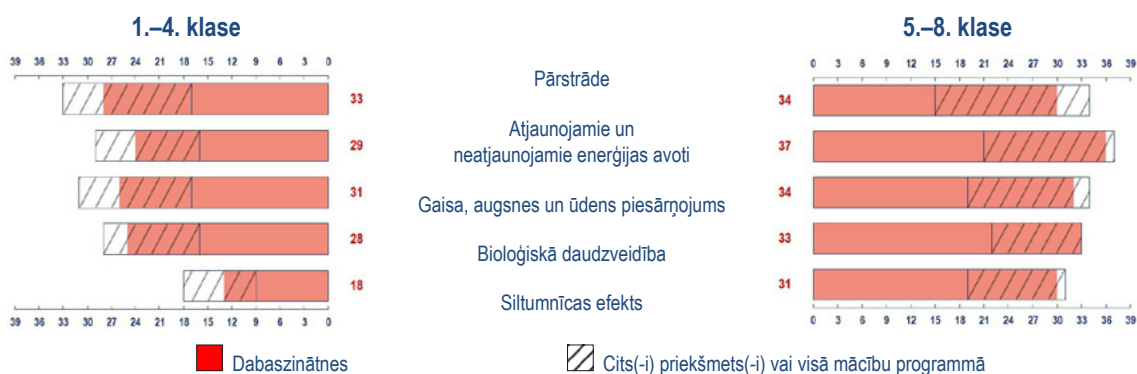 1.–4. klase
5.–8. klase
39 36 33 30 27 24 21 18 15 12 9 6 3 0
0 3 6 9 12 15 18 21 24 27 30 33 36 39
33
Pārstrāde
34
29
Atjaunojamie un
neatjaunojamie enerģijas avoti
37
31
Gaisa, augsnes un ūdens piesārņojums
34
28
Bioloģiskā daudzveidība
33
18
Siltumnīcas efekts
31
39 36 33 30 27 24 21 18 15 12 9 6 3 0
0 3 6 9 12 15 18 21 24 27 30 33 36 39
Dabaszinātnes
Cits(-i) priekšmets(-i) vai visā mācību programmā